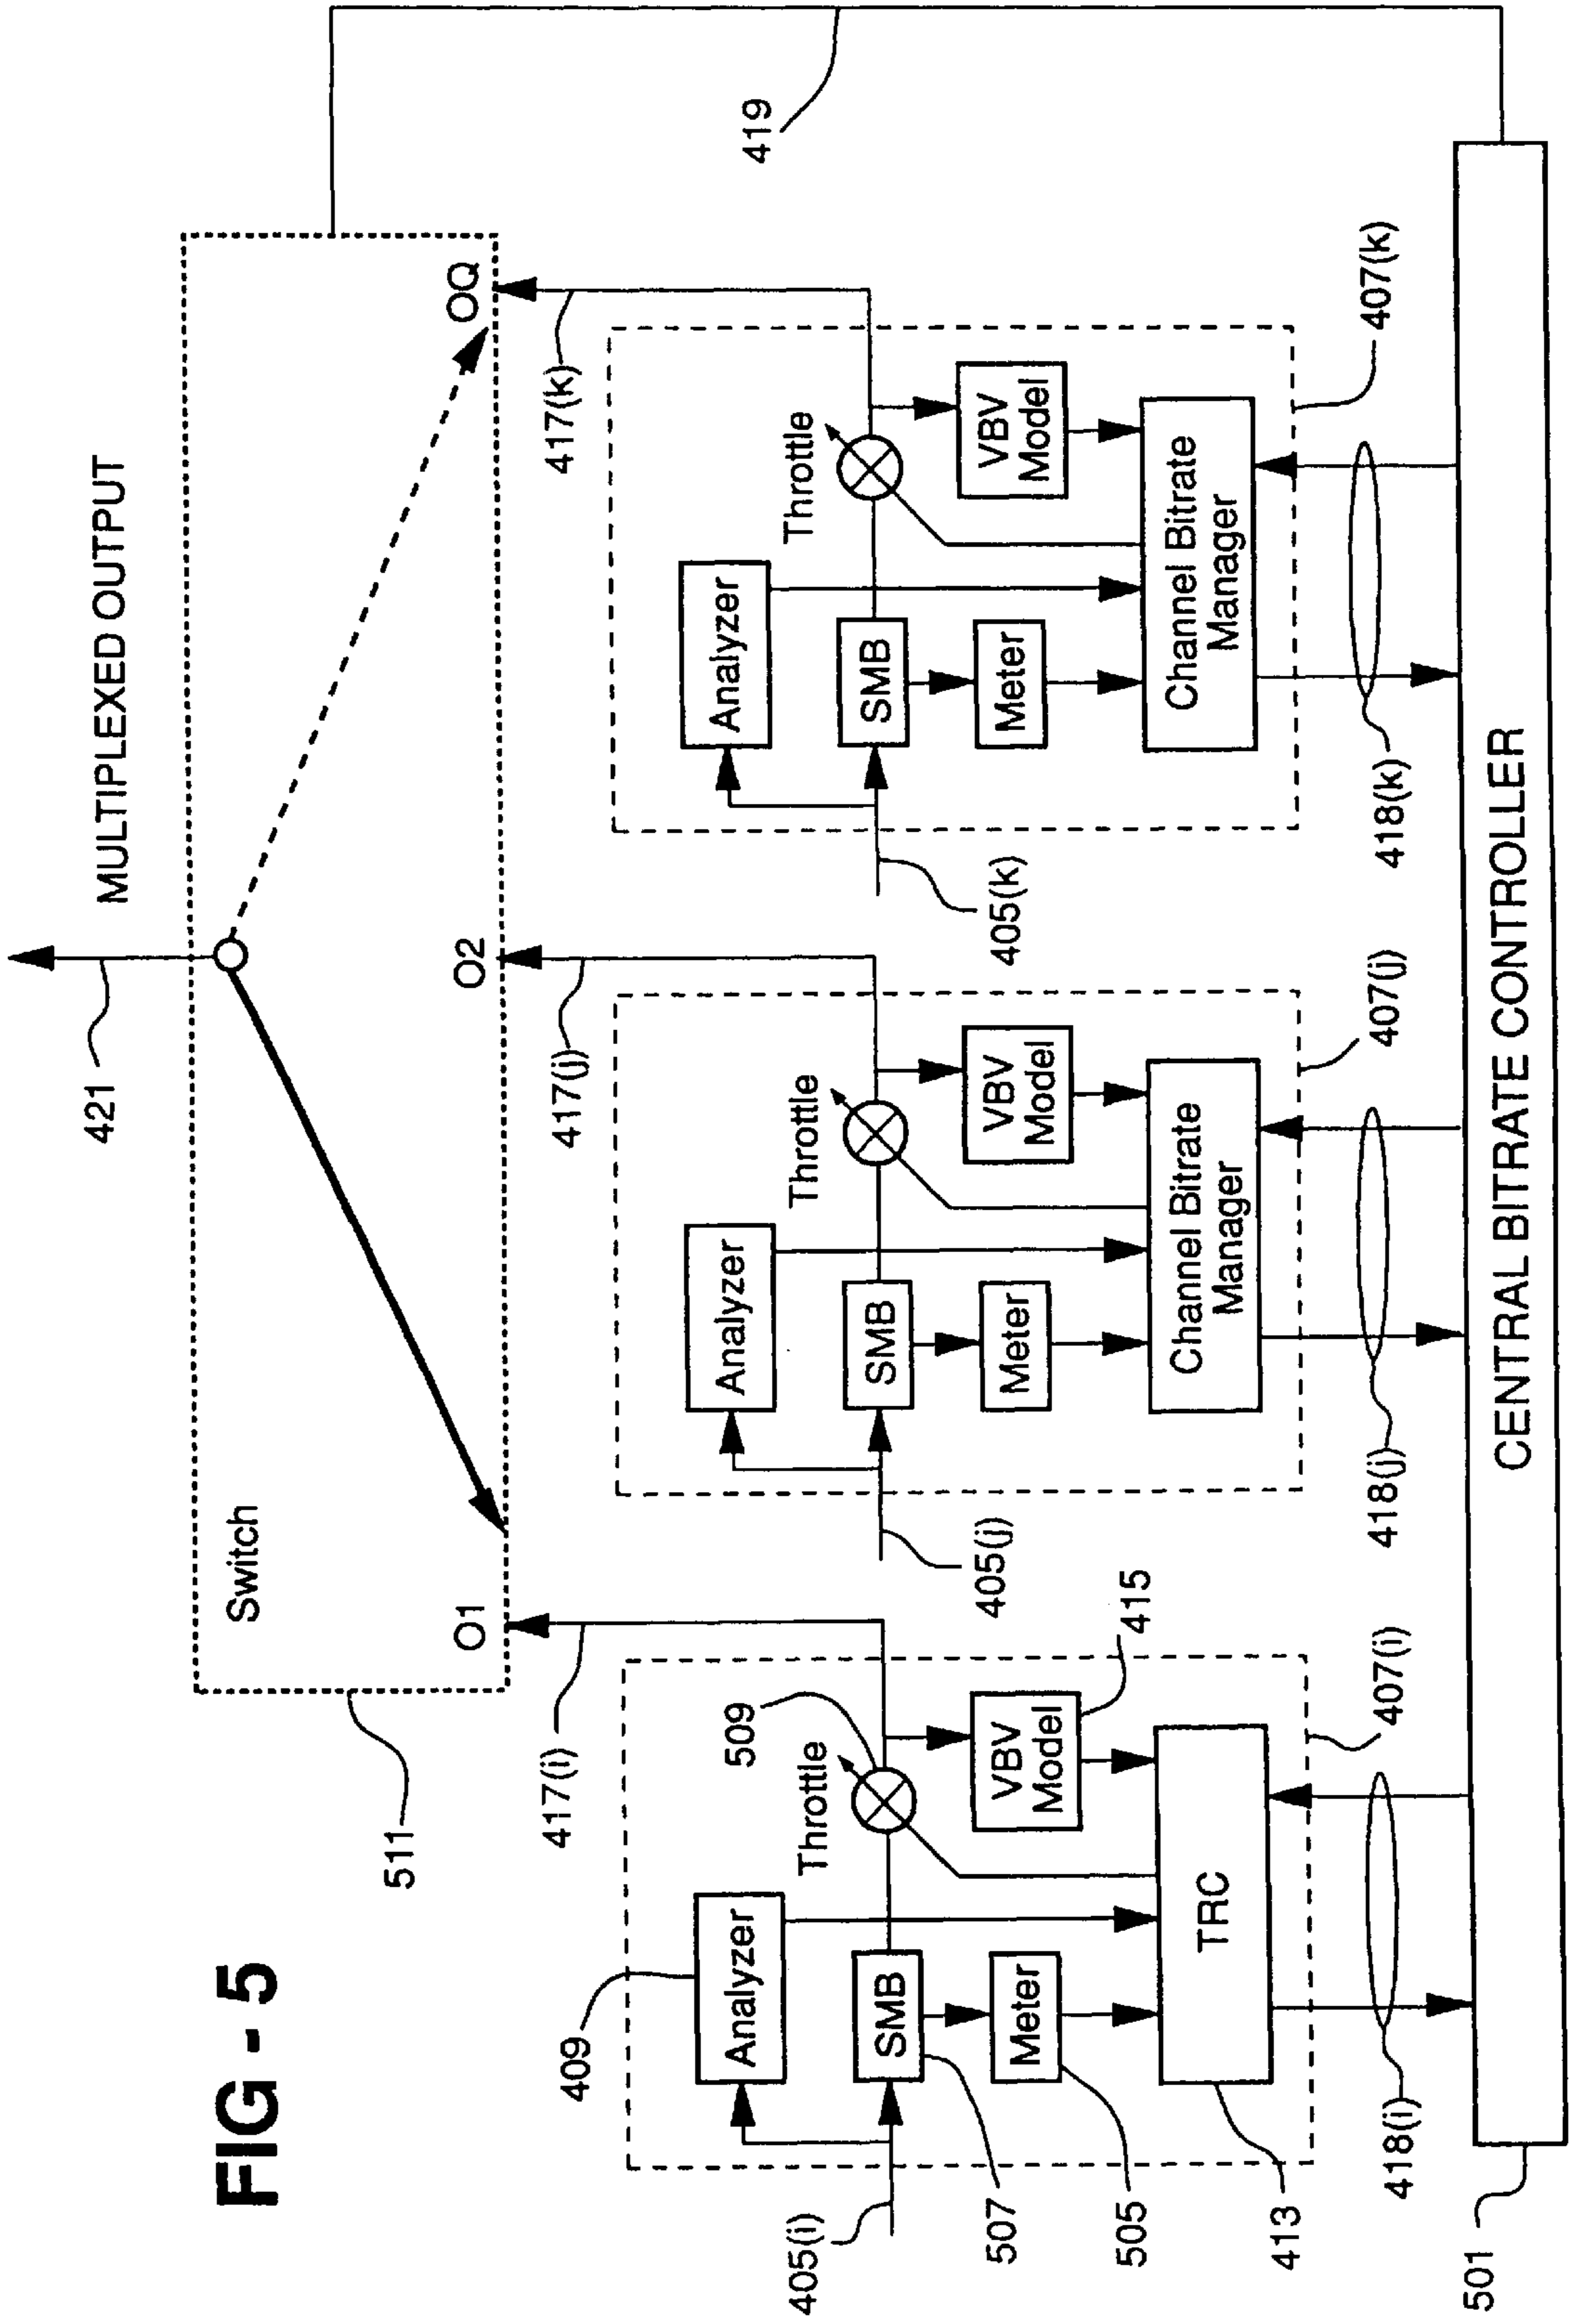 FIG - 5
MULTIPLEXED OUTPUT
421
Switch
511
O1
O2
OQ
419
417(i)
417(j)
417(k)
409
Analyzer
Throttle
509
405(i)
SMB
507
Meter
505
VBV
Model
415
TRC
413
407(i)
418(i)
Analyzer
Throttle
405(j)
SMB
Meter
VBV
Model
Channel Bitrate
Manager
407(j)
418(j)
Analyzer
Throttle
405(k)
SMB
Meter
VBV
Model
Channel Bitrate
Manager
407(k)
418(k)
CENTRAL BITRATE CONTROLLER
501